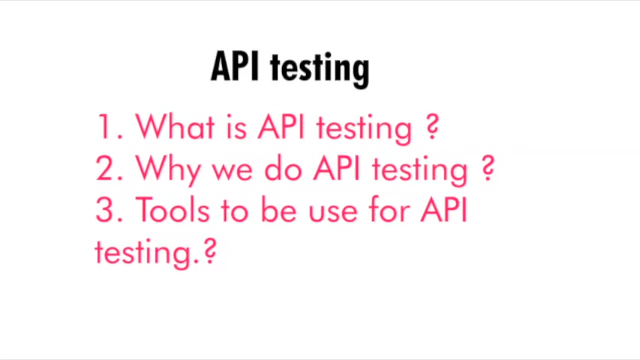 API testing
1. What is API testing ?
2. Why we do API testing ?
3. Tools to be use for API
testing.?